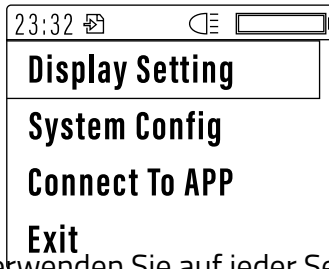 23:32
Display Setting
System Config
Connect To APP
Exit
erwenden Sie auf jeder Se